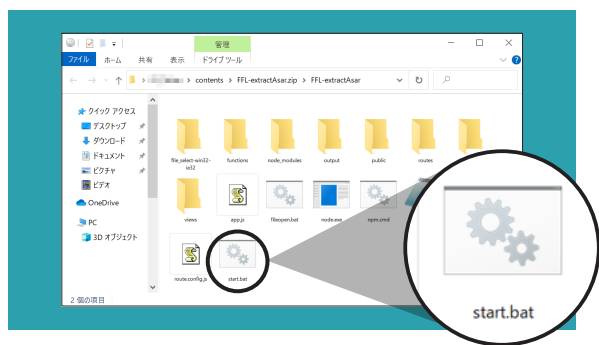 管理
ファイル ホーム 共有 表示 ドライブ ツール
contents › FFL-extractAsar.zip › FFL-extractAsar
クイック アクセス
デスクトップ
ダウンロード
ドキュメント
ピクチャ
ビデオ
OneDrive
PC
3D オブジェクト
file_select-win32-ia32
functions
node_modules
output
public
routes
views
app.js
fileopen.bat
node.exe
npm.cmd
route.config.js
start.bat
2 個の項目
start.bat